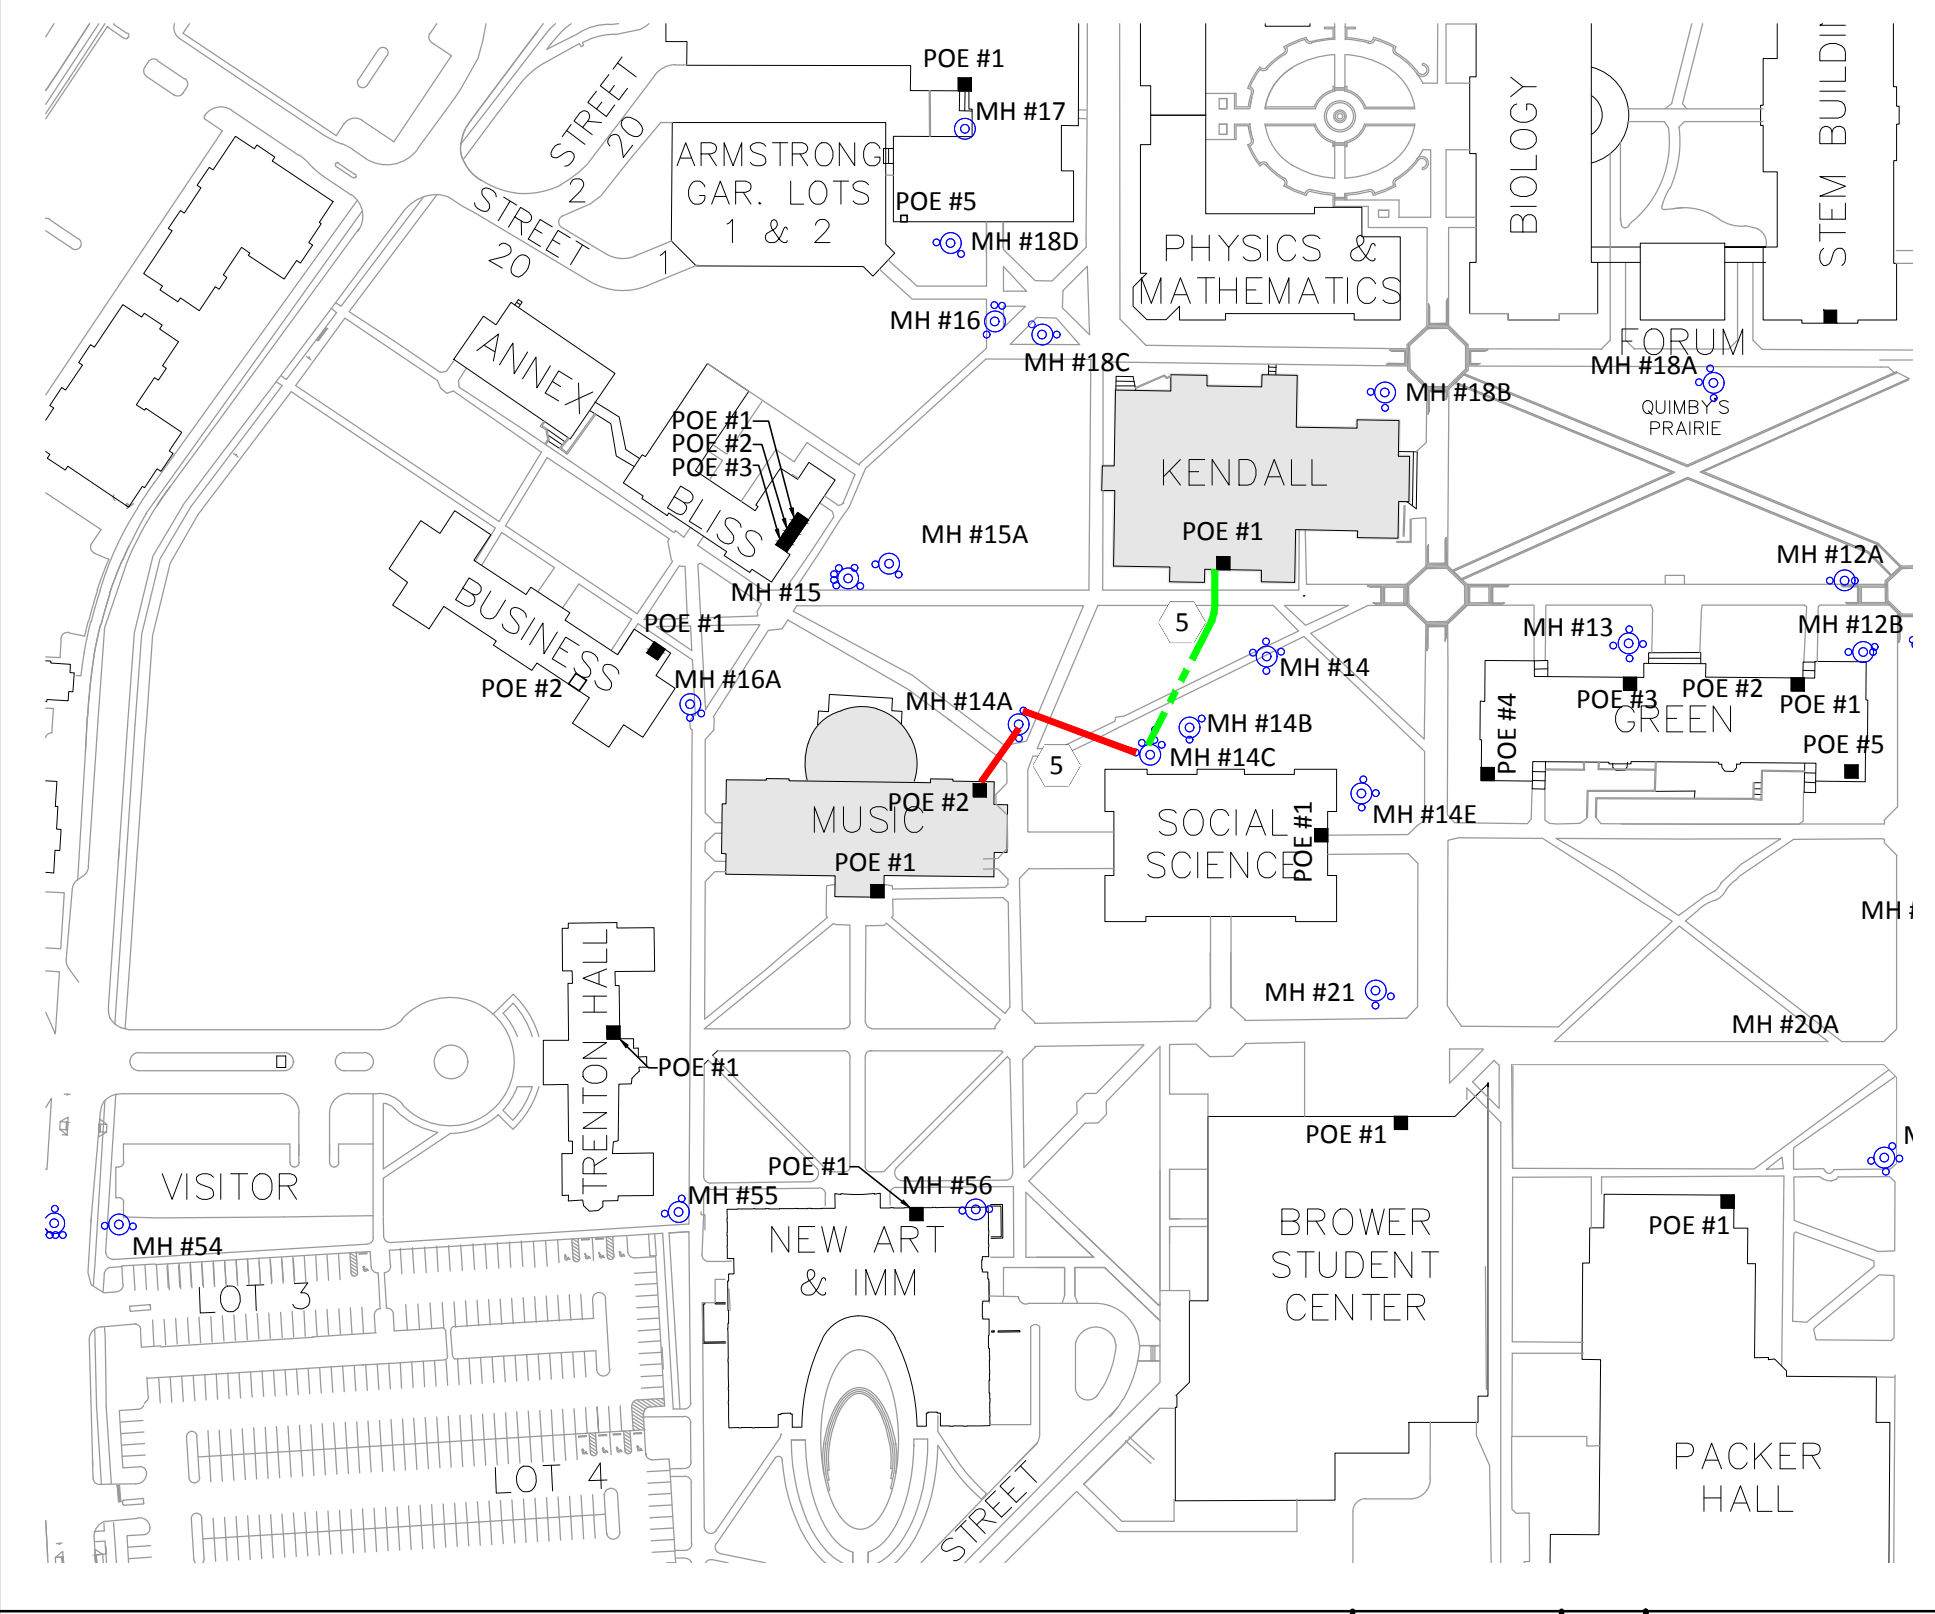 POE #1
MH #17
STREET
20
ARMSTRONG
GAR. LOTS
1 & 2
POE #5
MH #18D
2
STREET
20
1
PHYSICS &
MATHEMATICS
BIOLOGY
MH #16
MH #18C
FORUM
MH #18A
MH #18B
QUIMBY'S
PRAIRIE
ANNEX
POE #1
POE #2
POE #3
BLISS
KENDALL
POE #1
MH #15A
MH #15
MH #12A
BUSINESS
POE #1
POE #2
MH #16A
5
MH #14
MH #13
MH #12B
MH #14A
MH #14B
MH #14C
5
POE #4
POE #3
POE #2
POE #1
GREEN
POE #5
POE #2
MUSIC
POE #1
SOCIAL
SCIENCE
POE #1
MH #14E
TRENTON HALL
POE #1
MH #21
MH #20A
VISITOR
MH #54
MH #55
POE #1
MH #56
NEW ART
& IMM
POE #1
BROWER
STUDENT
CENTER
POE #1
LOT 3
LOT 4
STREET
PACKER
HALL